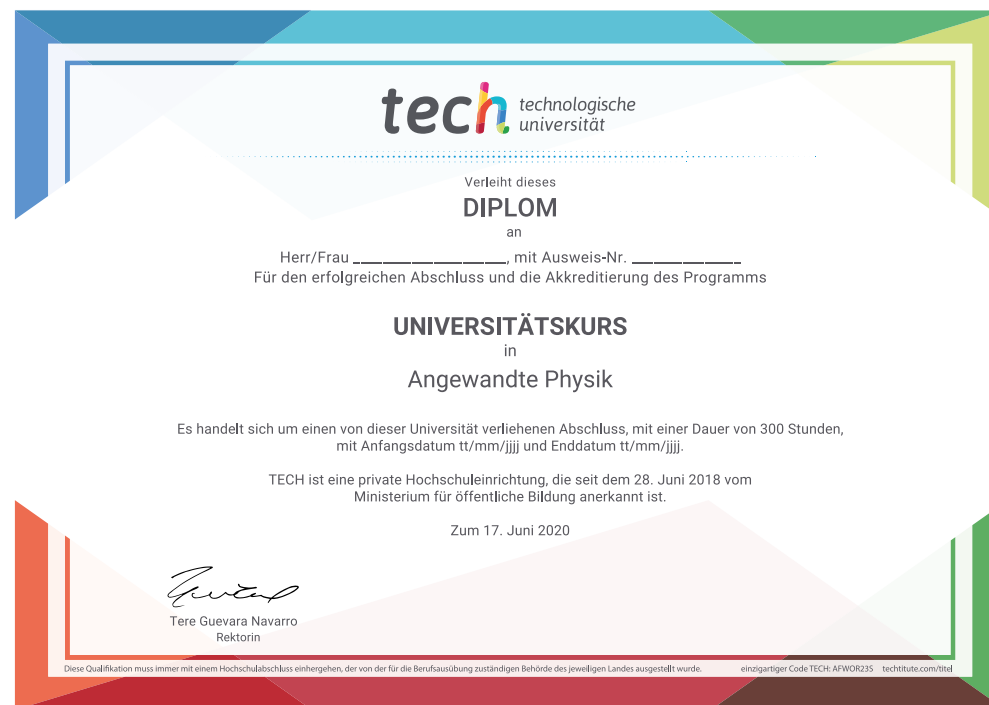 tech technologische
universität
Verleiht dieses
DIPLOM
an
Herr/Frau _________________, mit Ausweis-Nr. ____________
Für den erfolgreichen Abschluss und die Akkreditierung des Programms
UNIVERSITÄTSKURS
in
Angewandte Physik
Es handelt sich um einen von dieser Universität verliehenen Abschluss, mit einer Dauer von 300 Stunden,
mit Anfangsdatum tt/mm/jjjj und Enddatum tt/mm/jjjj.
TECH ist eine private Hochschuleinrichtung, die seit dem 28. Juni 2018 vom
Ministerium für öffentliche Bildung anerkannt ist.
Zum 17. Juni 2020
Tere Guevara Navarro
Rektorin
Diese Qualifikation muss immer mit einem Hochschulabschluss einhergehen, der von der für die Berufsausübung zuständigen Behörde des jeweiligen Landes ausgestellt wurde. einzigartiger Code TECH: AFWOR23S techtitute.com/titel